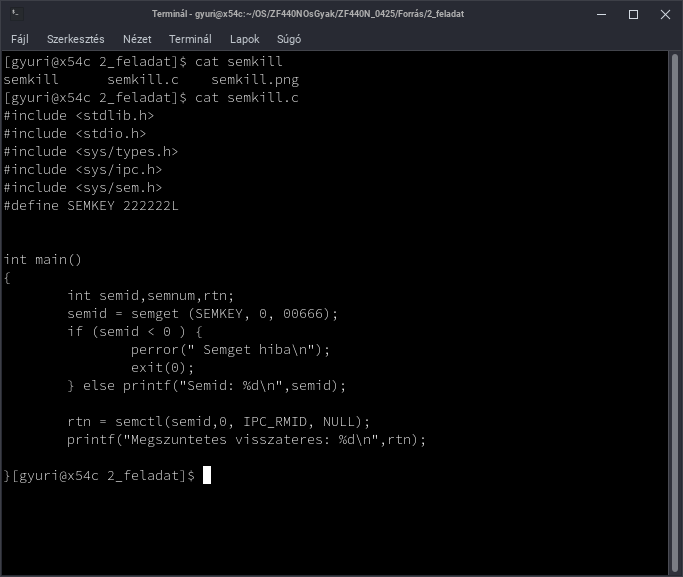 Terminál - gyuri@x54c:~/OS/ZF440NOsGyak/ZF440N_0425/Forrás/2_feladat
Fájl Szerkesztés Nézet Terminál Lapok Súgó
[gyuri@x54c 2_feladat]$ cat semkill
semkill      semkill.c    semkill.png
[gyuri@x54c 2_feladat]$ cat semkill.c
#include <stdlib.h>
#include <stdio.h>
#include <sys/types.h>
#include <sys/ipc.h>
#include <sys/sem.h>
#define SEMKEY 222222L
int main()
{
        int semid,semnum,rtn;
        semid = semget (SEMKEY, 0, 00666);
        if (semid < 0 ) {
                perror(" Semget hiba\n");
                exit(0);
        } else printf("Semid: %d\n",semid);
        rtn = semctl(semid,0, IPC_RMID, NULL);
        printf("Megszuntetes visszateres: %d\n",rtn);
}[gyuri@x54c 2_feladat]$